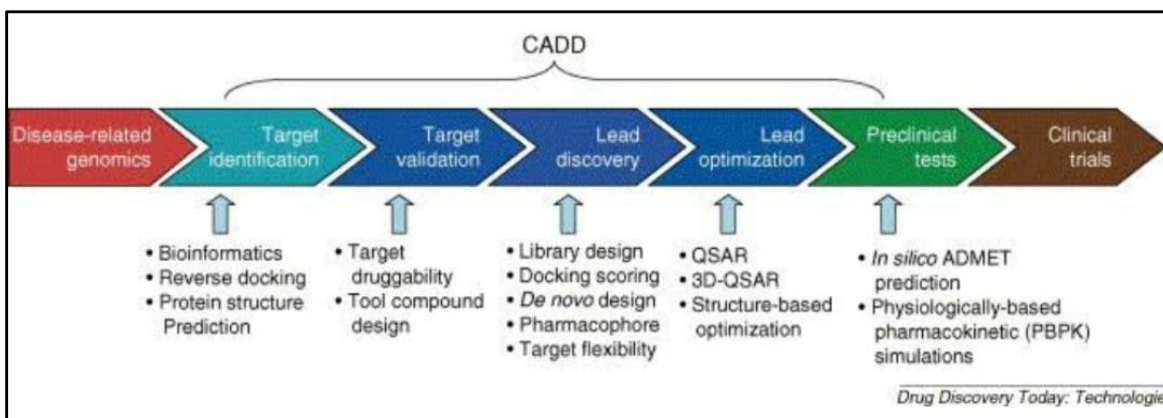 CADD
Disease-related
genomics
Target
identification
Target
validation
Lead
discovery
Lead
optimization
Preclinical
tests
Clinical
trials
• Bioinformatics
• Reverse docking
• Protein structure
Prediction
• Target
druggability
• Tool compound
design
• Library design
• Docking scoring
• De novo design
• Pharmacophore
• Target flexibility
• QSAR
• 3D-QSAR
• Structure-based
optimization
• In silico ADMET
prediction
• Physiologically-based
pharmacokinetic (PBPK)
simulations
Drug Discovery Today: Technologie